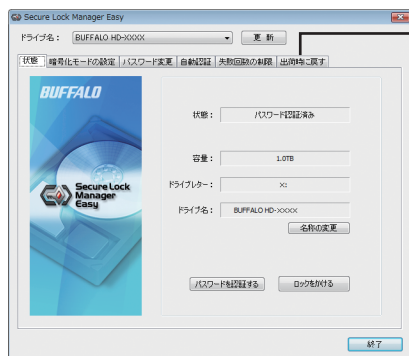 Secure Lock Manager Easy
ドライブ名： BUFFALO HD-XXXX 更 新
状態 暗号化モードの設定 パスワード変更 自動認証 失敗回数の制限 出荷時に戻す
BUFFALO
Secure Lock
Manager
Easy
状態： パスワード認証済み
容量： 1.0TB
ドライブレター： X:
ドライブ名： BUFFALO HD-XXXX
名称の変更
パスワードを認証する ロックをかける
終了